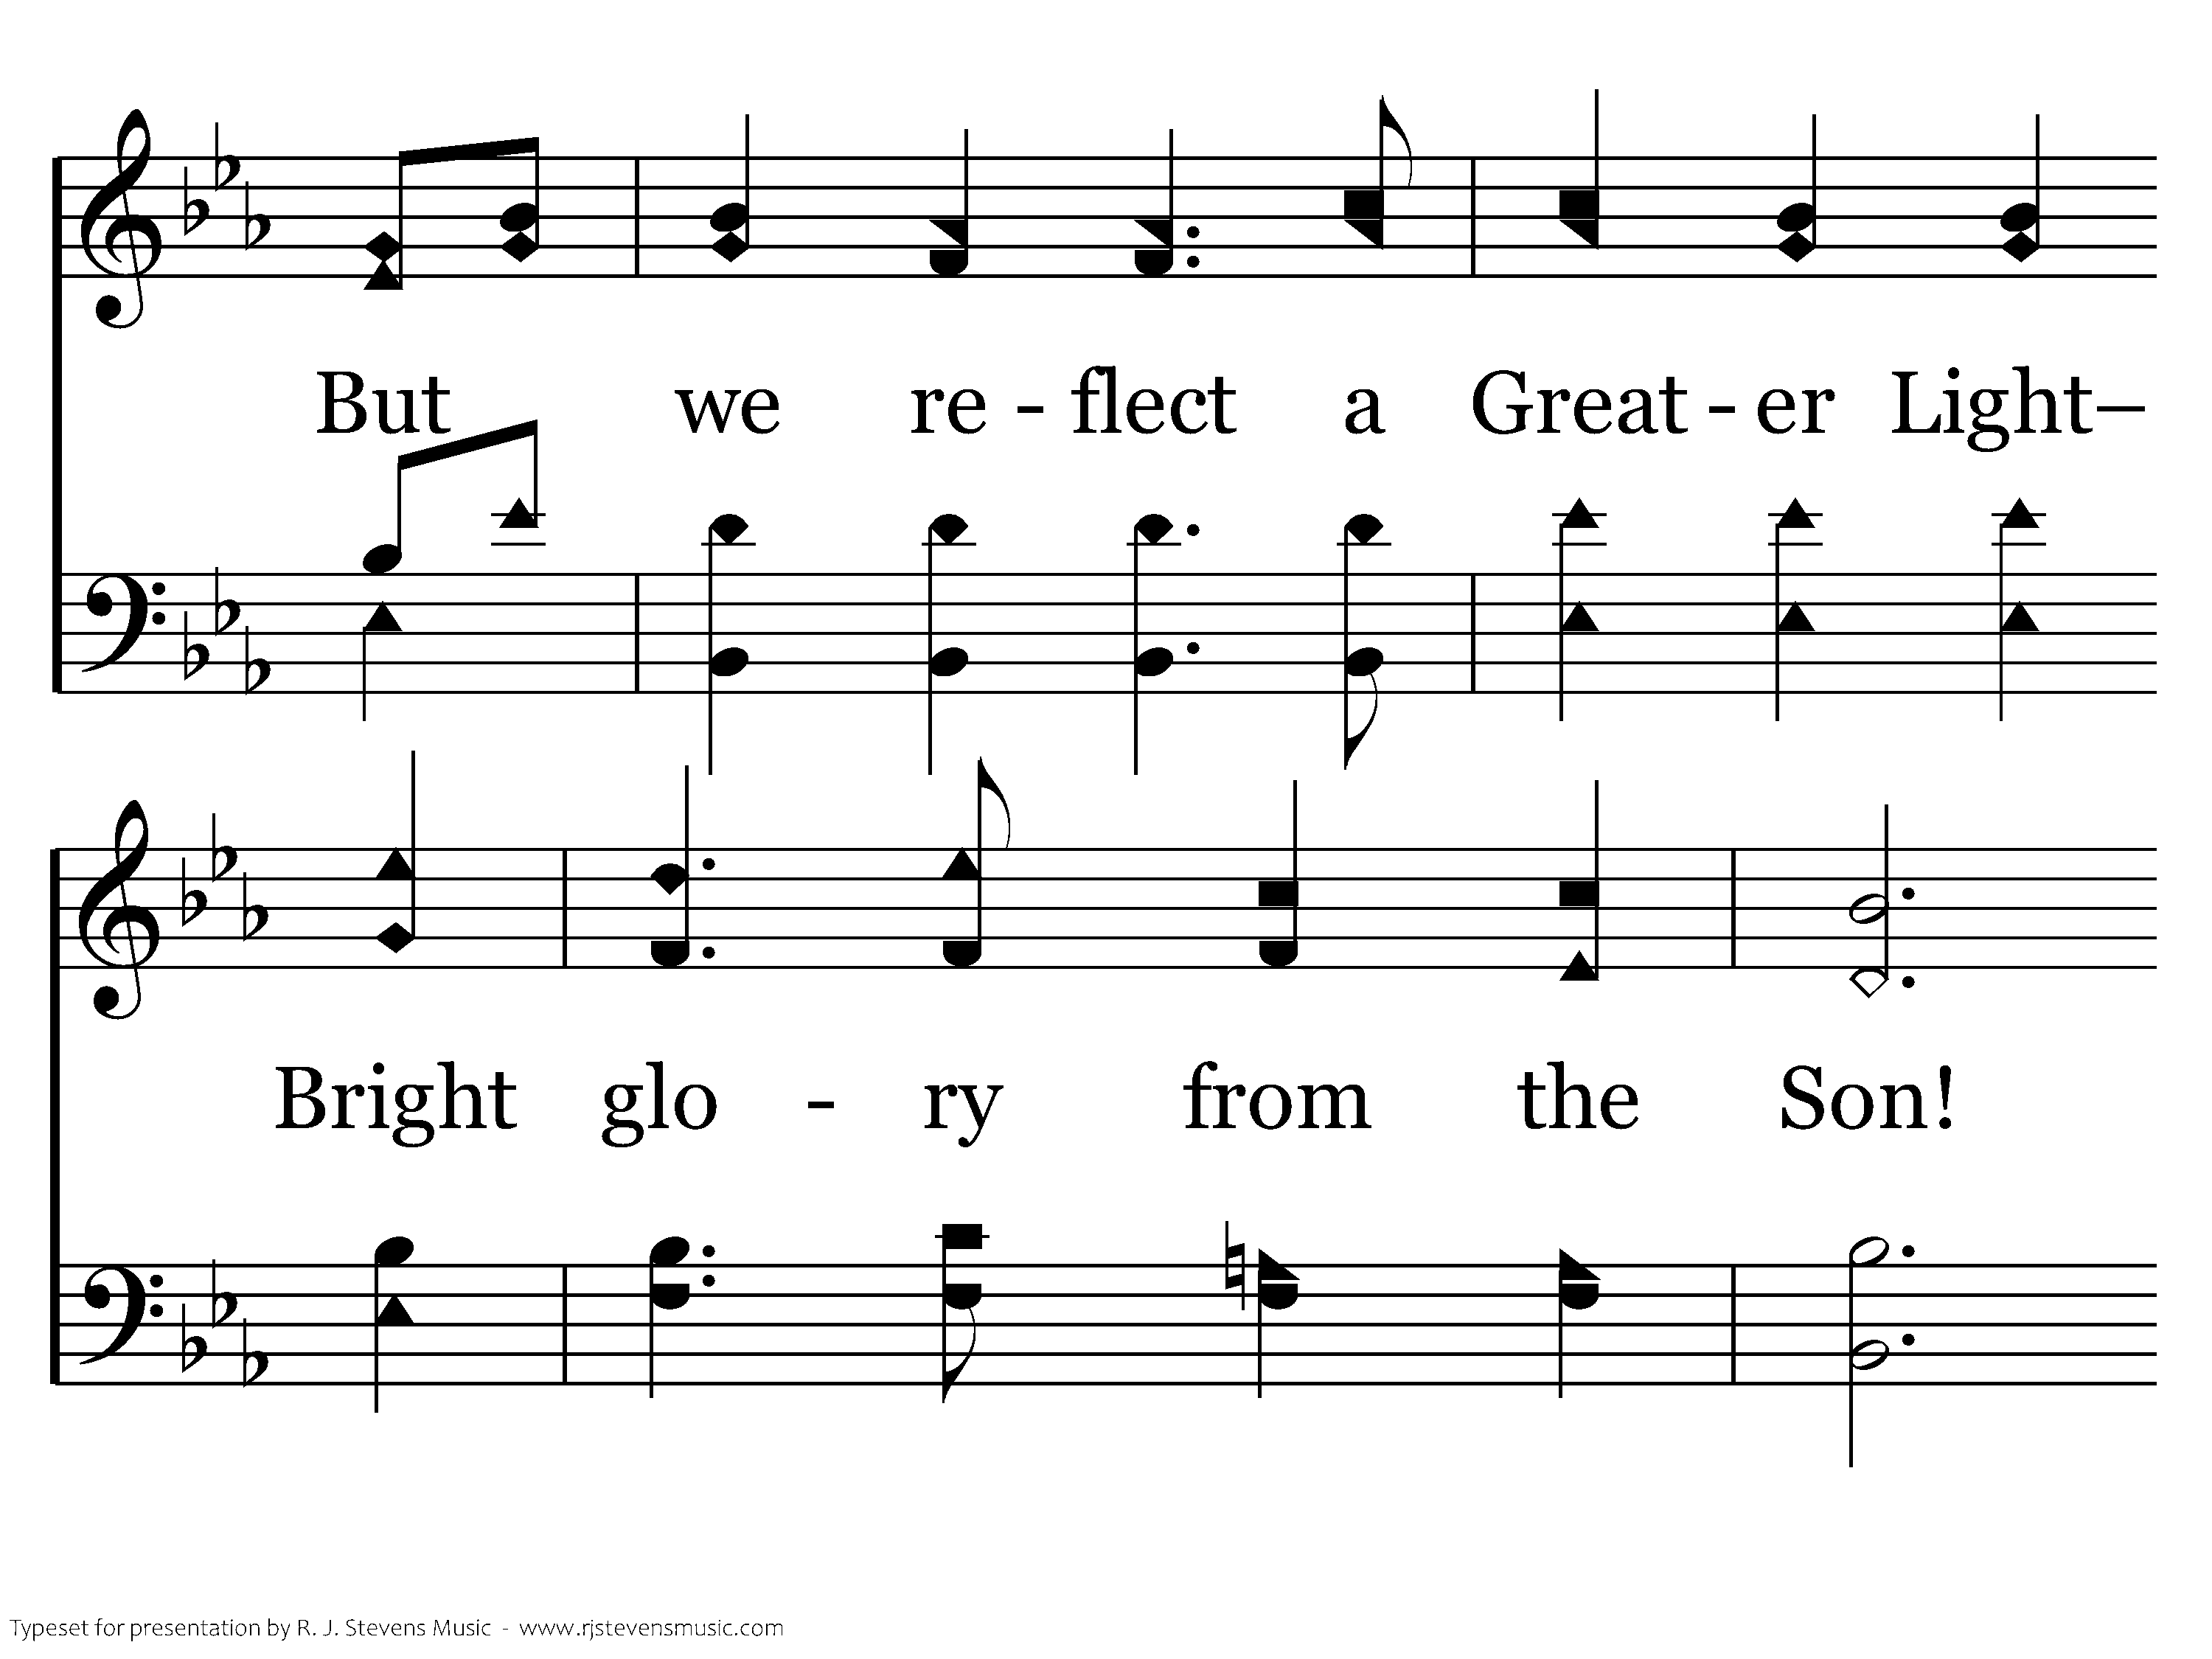 But we re - flect a Great - er Light–
Bright glo - ry from the Son!
Typeset for presentation by R. J. Stevens Music - www.rjstevensmusic.com